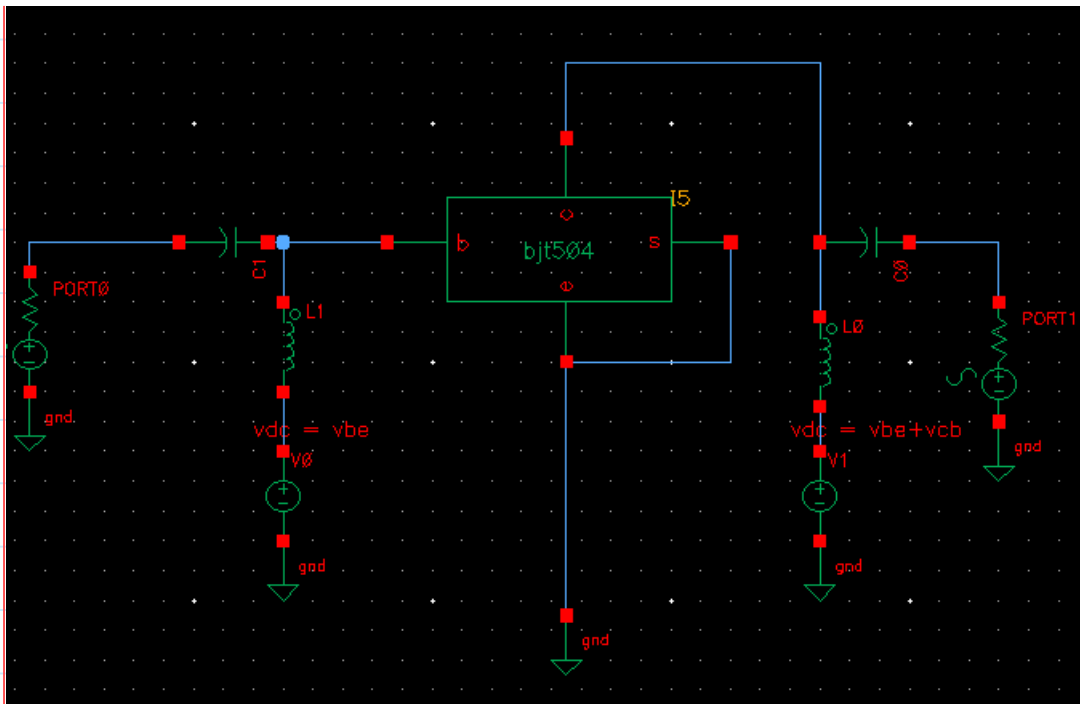 I5
c
b
bjt504
s
e
C1
C0
PORT0
L1
L0
PORT1
gnd
vdc = vbe
vdc = vbe+vcb
V0
V1
gnd
gnd
gnd
gnd